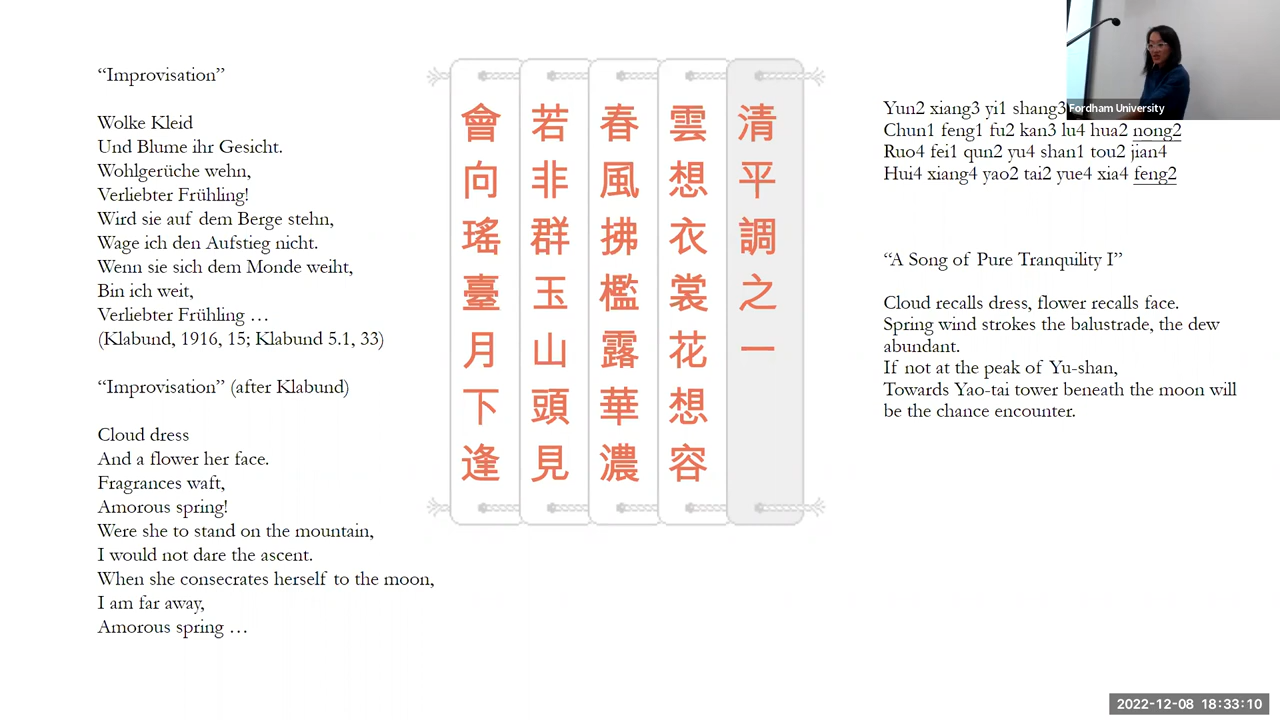 “Improvisation”
Wolke Kleid
Und Blume ihr Gesicht.
Wohlgerüche wehn,
Verliebter Frühling!
Wird sie auf dem Berge stehn,
Wage ich den Aufstieg nicht.
Wenn sie sich dem Monde weiht,
Bin ich weit,
Verliebter Frühling …
(Klabund, 1916, 15; Klabund 5.1, 33)
“Improvisation” (after Klabund)
Cloud dress
And a flower her face.
Fragrances waft,
Amorous spring!
Were she to stand on the mountain,
I would not dare the ascent.
When she consecrates herself to the moon,
I am far away,
Amorous spring …
清平調之一
雲想衣裳花想容
春風拂檻露華濃
若非群玉山頭見
會向瑤臺月下逢
Yun2 xiang3 yi1 shang3
Chun1 feng1 fu2 kan3 lu4 hua2 nong2
Ruo4 fei1 qun2 yu4 shan1 tou2 jian4
Hui4 xiang4 yao2 tai2 yue4 xia4 feng2
“A Song of Pure Tranquility I”
Cloud recalls dress, flower recalls face.
Spring wind strokes the balustrade, the dew
abundant.
If not at the peak of Yu-shan,
Towards Yao-tai tower beneath the moon will
be the chance encounter.
Fordham University
2022-12-08 18:33:10